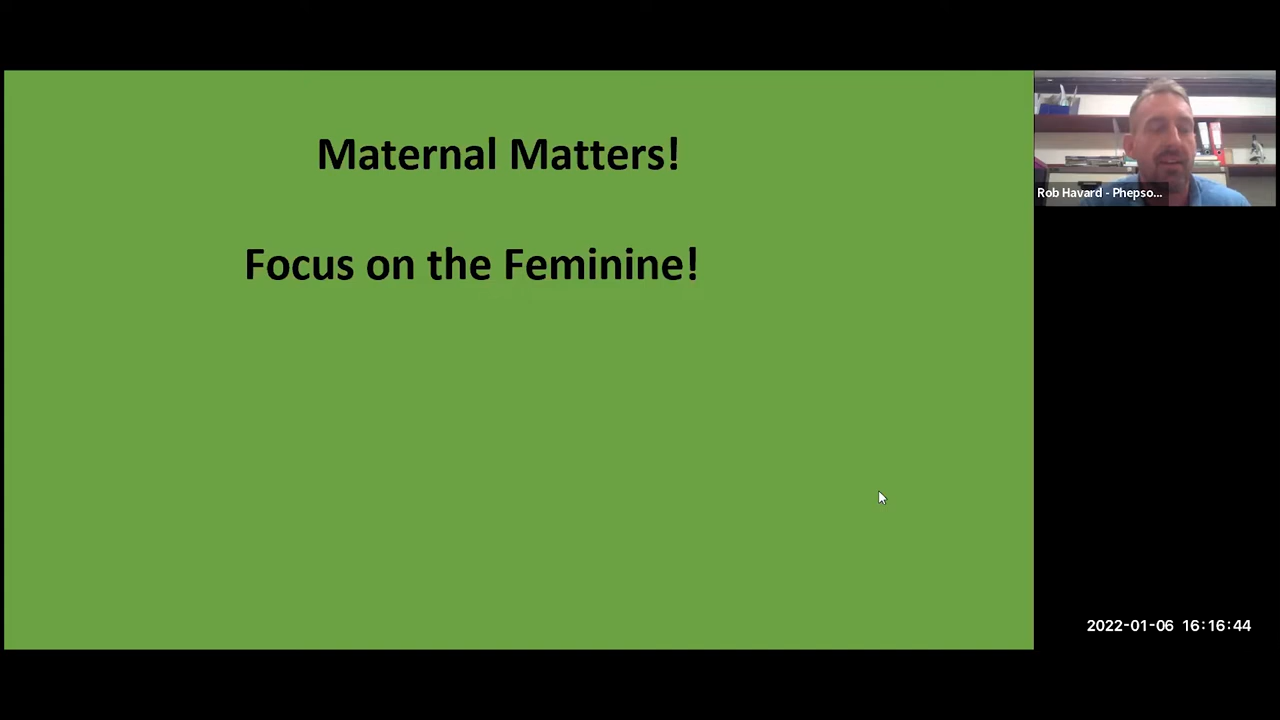 Maternal Matters!
Focus on the Feminine!
Rob Havard - Phepso...
2022-01-06 16:16:44